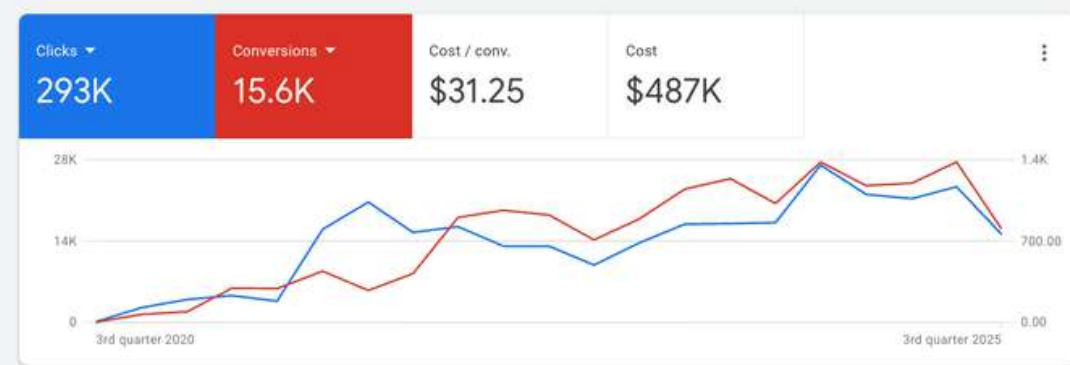 Clicks
293K
Conversions
15.6K
Cost / conv.
$31.25
Cost
$487K
28K
1.4K
14K
700.00
0
0.00
3rd quarter 2020
3rd quarter 2025